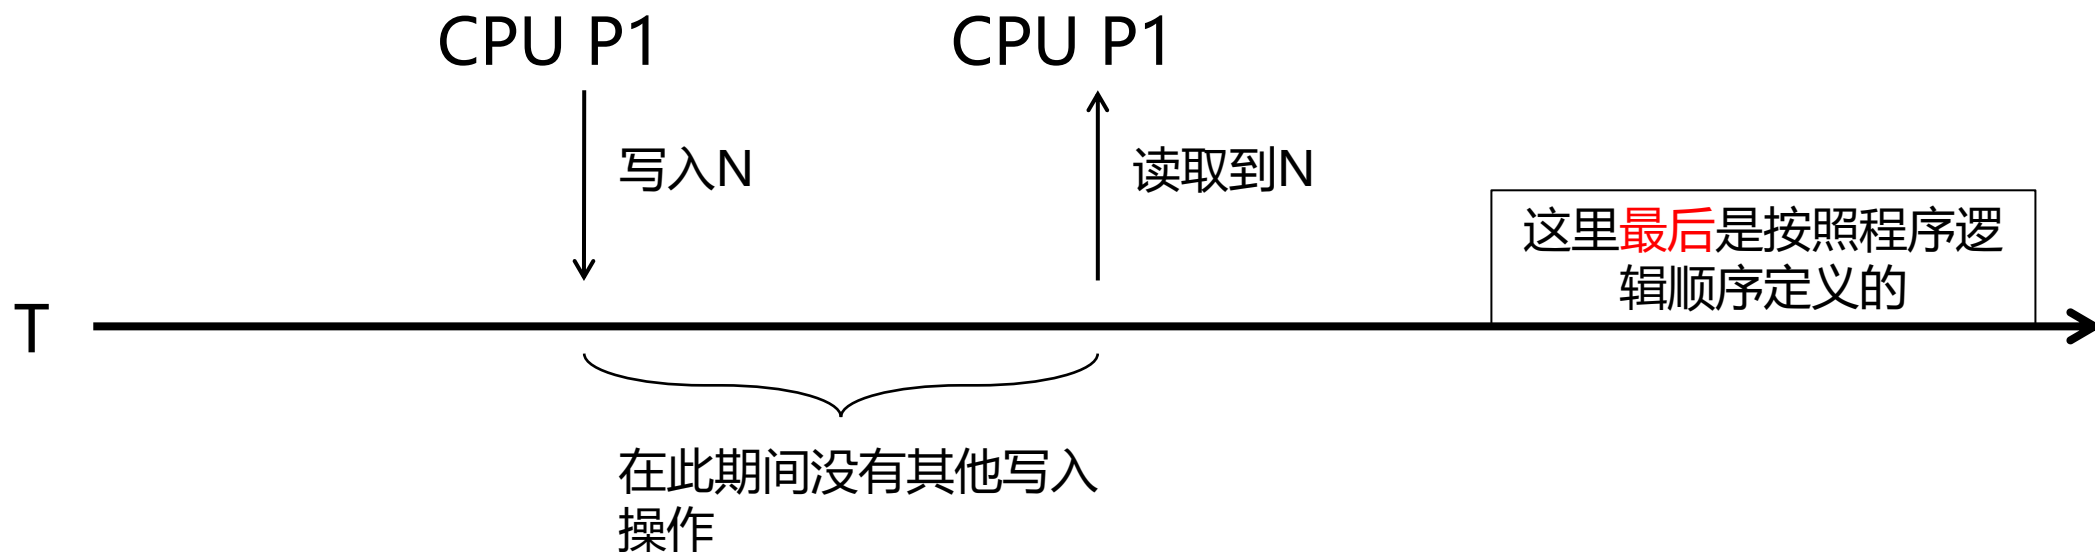 CPU P1
CPU P1
写入N
读取到N
这里最后是按照程序逻
辑顺序定义的
T
在此期间没有其他写入
操作